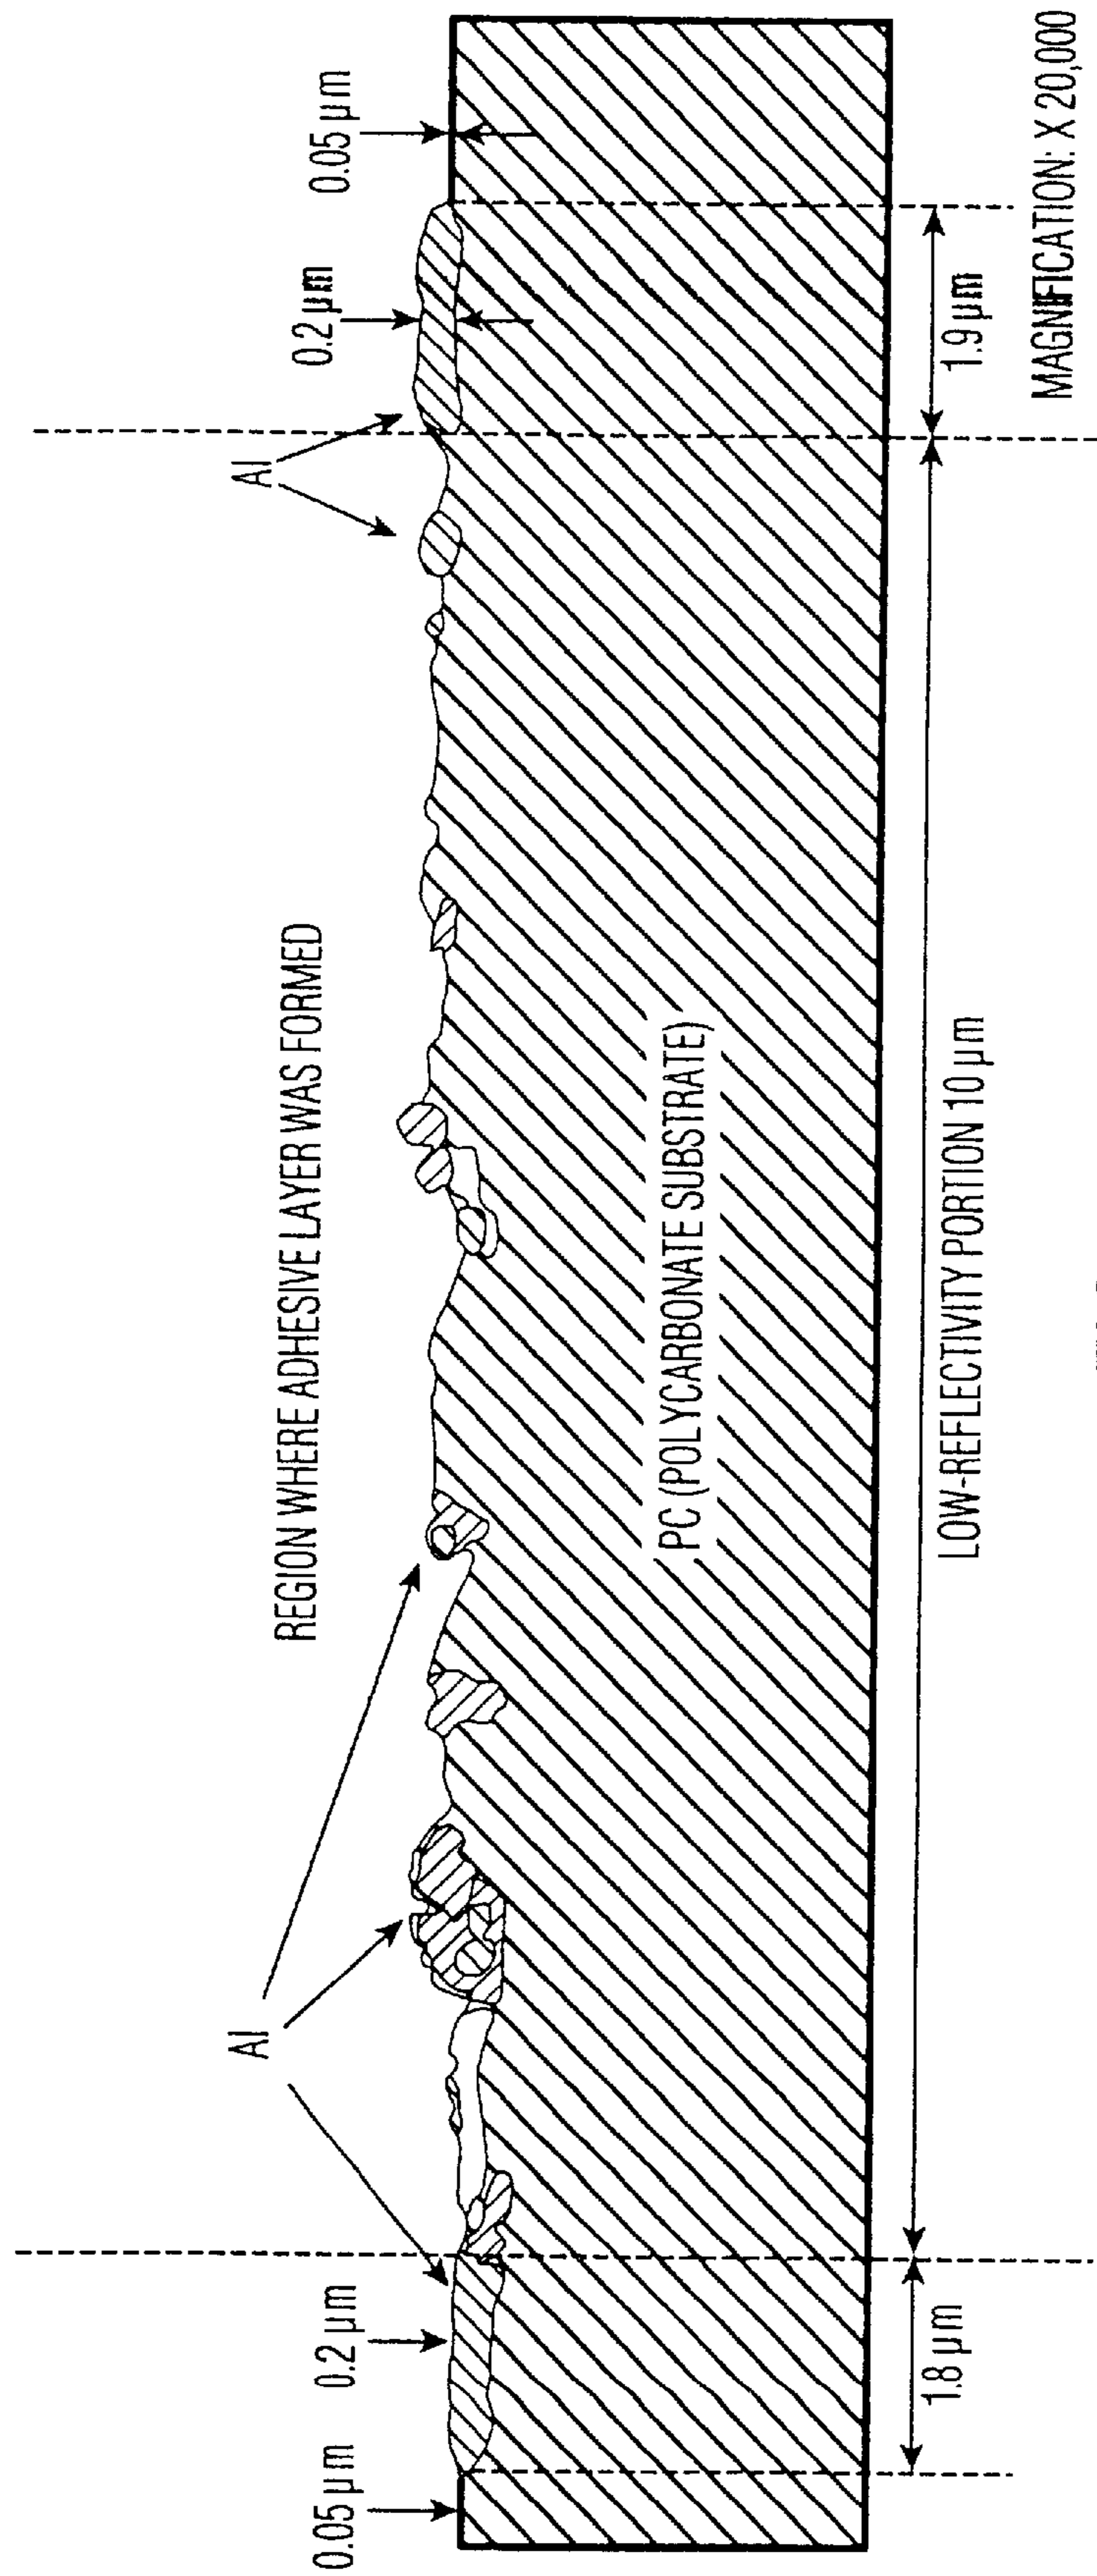 Al
Al
REGION WHERE ADHESIVE LAYER WAS FORMED
0.05 µm
0.2 µm
0.2 µm
0.05 µm
PC (POLYCARBONATE SUBSTRATE)
1.8 µm
LOW-REFLECTIVITY PORTION 10 µm
1.9 µm
MAGNIFICATION: X 20,000